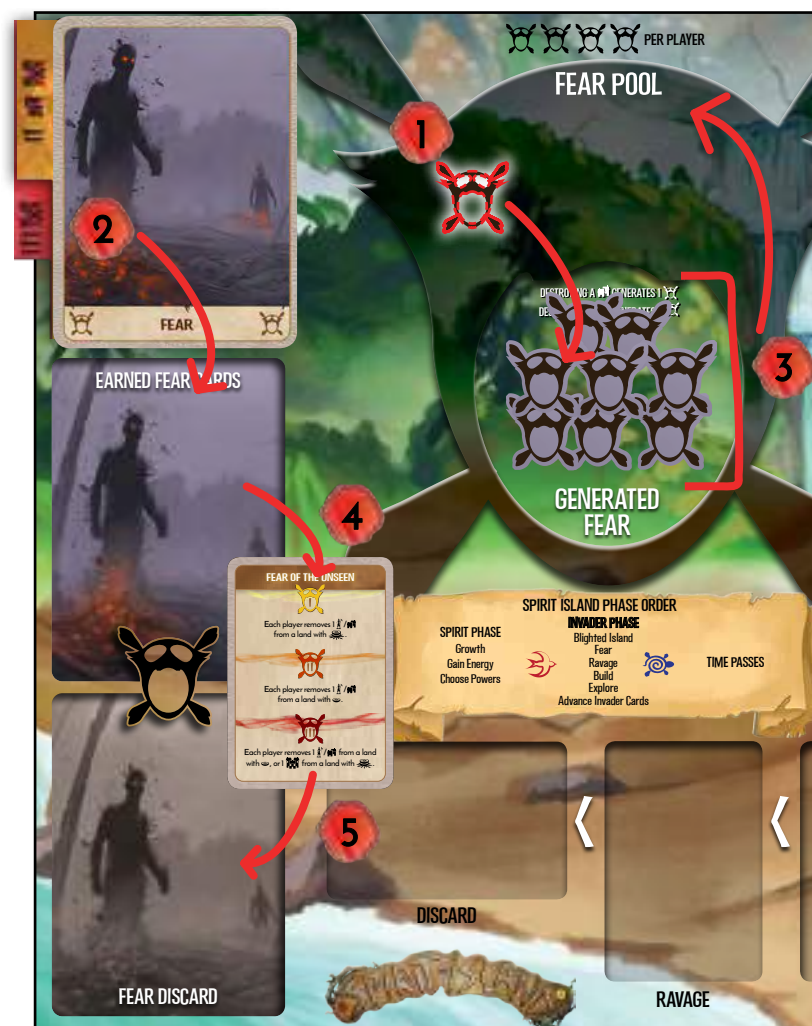 PER PLAYER
FEAR POOL
1
II
III
2
FEAR
DESTROYING A GENERATES 1
3
EARNED FEAR CARDS
GENERATED
FEAR
4
FEAR OF THE UNSEEN
I
Each player removes 1 /
from a land with .
II
Each player removes 1 /
from a land with .
III
Each player removes 1 / from a land
with , or 1 from a land with .
SPIRIT ISLAND PHASE ORDER
SPIRIT PHASE
Growth
Gain Energy
Choose Powers
INVADER PHASE
Blighted Island
Fear
Ravage
Build
Explore
Advance Invader Cards
TIME PASSES
5
DISCARD
FEAR DISCARD
RAVAGE